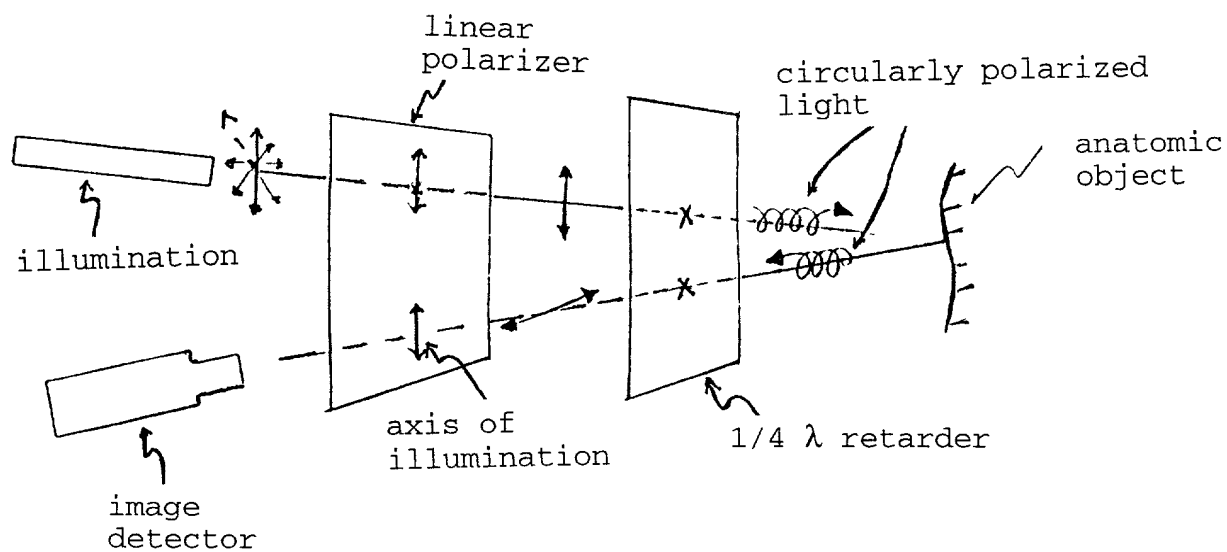 linear
polarizer
circularly polarized
light
anatomic
object
illumination
axis of
illumination
1/4 λ retarder
image
detector